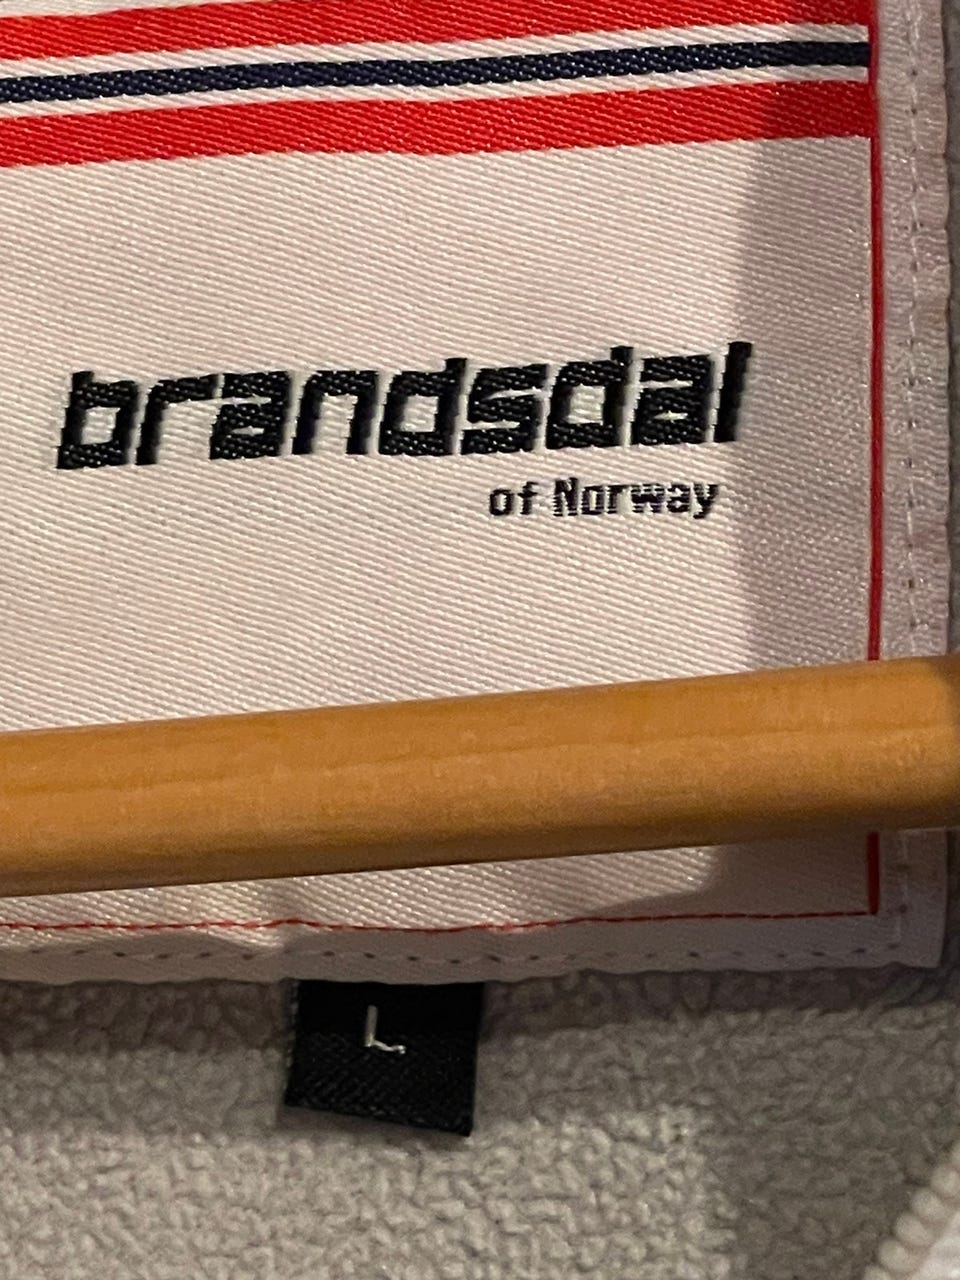 brandsdal
of Norway
L